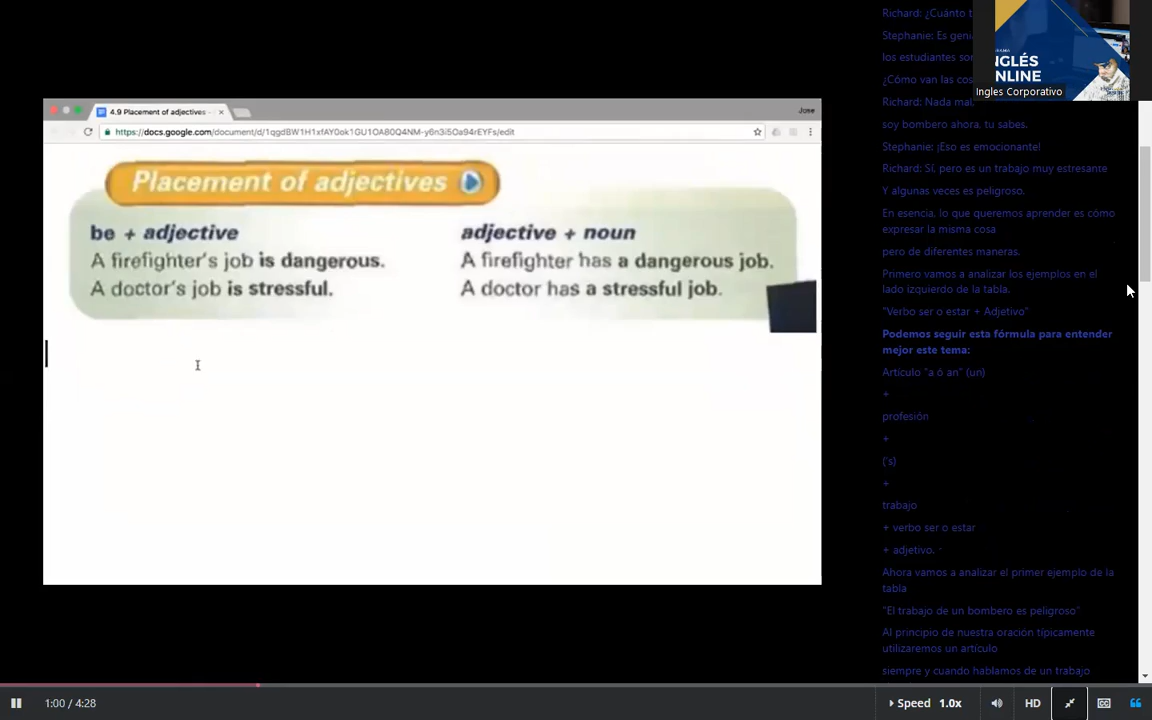 4.9 Placement of adjectives -
Jose
https://docs.google.com/document/d/1qgdBW1H1xfAY0ok1GU1OA80Q4NM-y6n3i5Oa94rEYFs/edit
Placement of adjectives
be + adjective
A firefighter's job is dangerous.
A doctor's job is stressful.
adjective + noun
A firefighter has a dangerous job.
A doctor has a stressful job.
Richard: ¿Cuánto
Stephanie: Es
los estudiantes
¿Cómo van las
Richard: Nada mal,
soy bombero ahora, tu sabes.
Stephanie: ¡Eso es emocionante!
Richard: Sí, pero es un trabajo muy estresante
Y algunas veces es peligroso.
En esencia, lo que queremos aprender es cómo
expresar la misma cosa
pero de diferentes maneras.
Primero vamos a analizar los ejemplos en el
lado izquierdo de la tabla.
"Verbo ser o estar + Adjetivo"
Podemos seguir esta fórmula para entender
mejor este tema:
Artículo "a ó an" (un)
+
profesión
+
('s)
+
trabajo
+ verbo ser o estar
+ adjetivo.
Ahora vamos a analizar el primer ejemplo de la
tabla
"El trabajo de un bombero es peligroso"
Al principio de nuestra oración típicamente
utilizaremos un artículo
siempre y cuando hablamos de un trabajo
INGLÉS
ONLINE
Ingles Corporativo
1:00 / 4:28
Speed 1.0x
HD